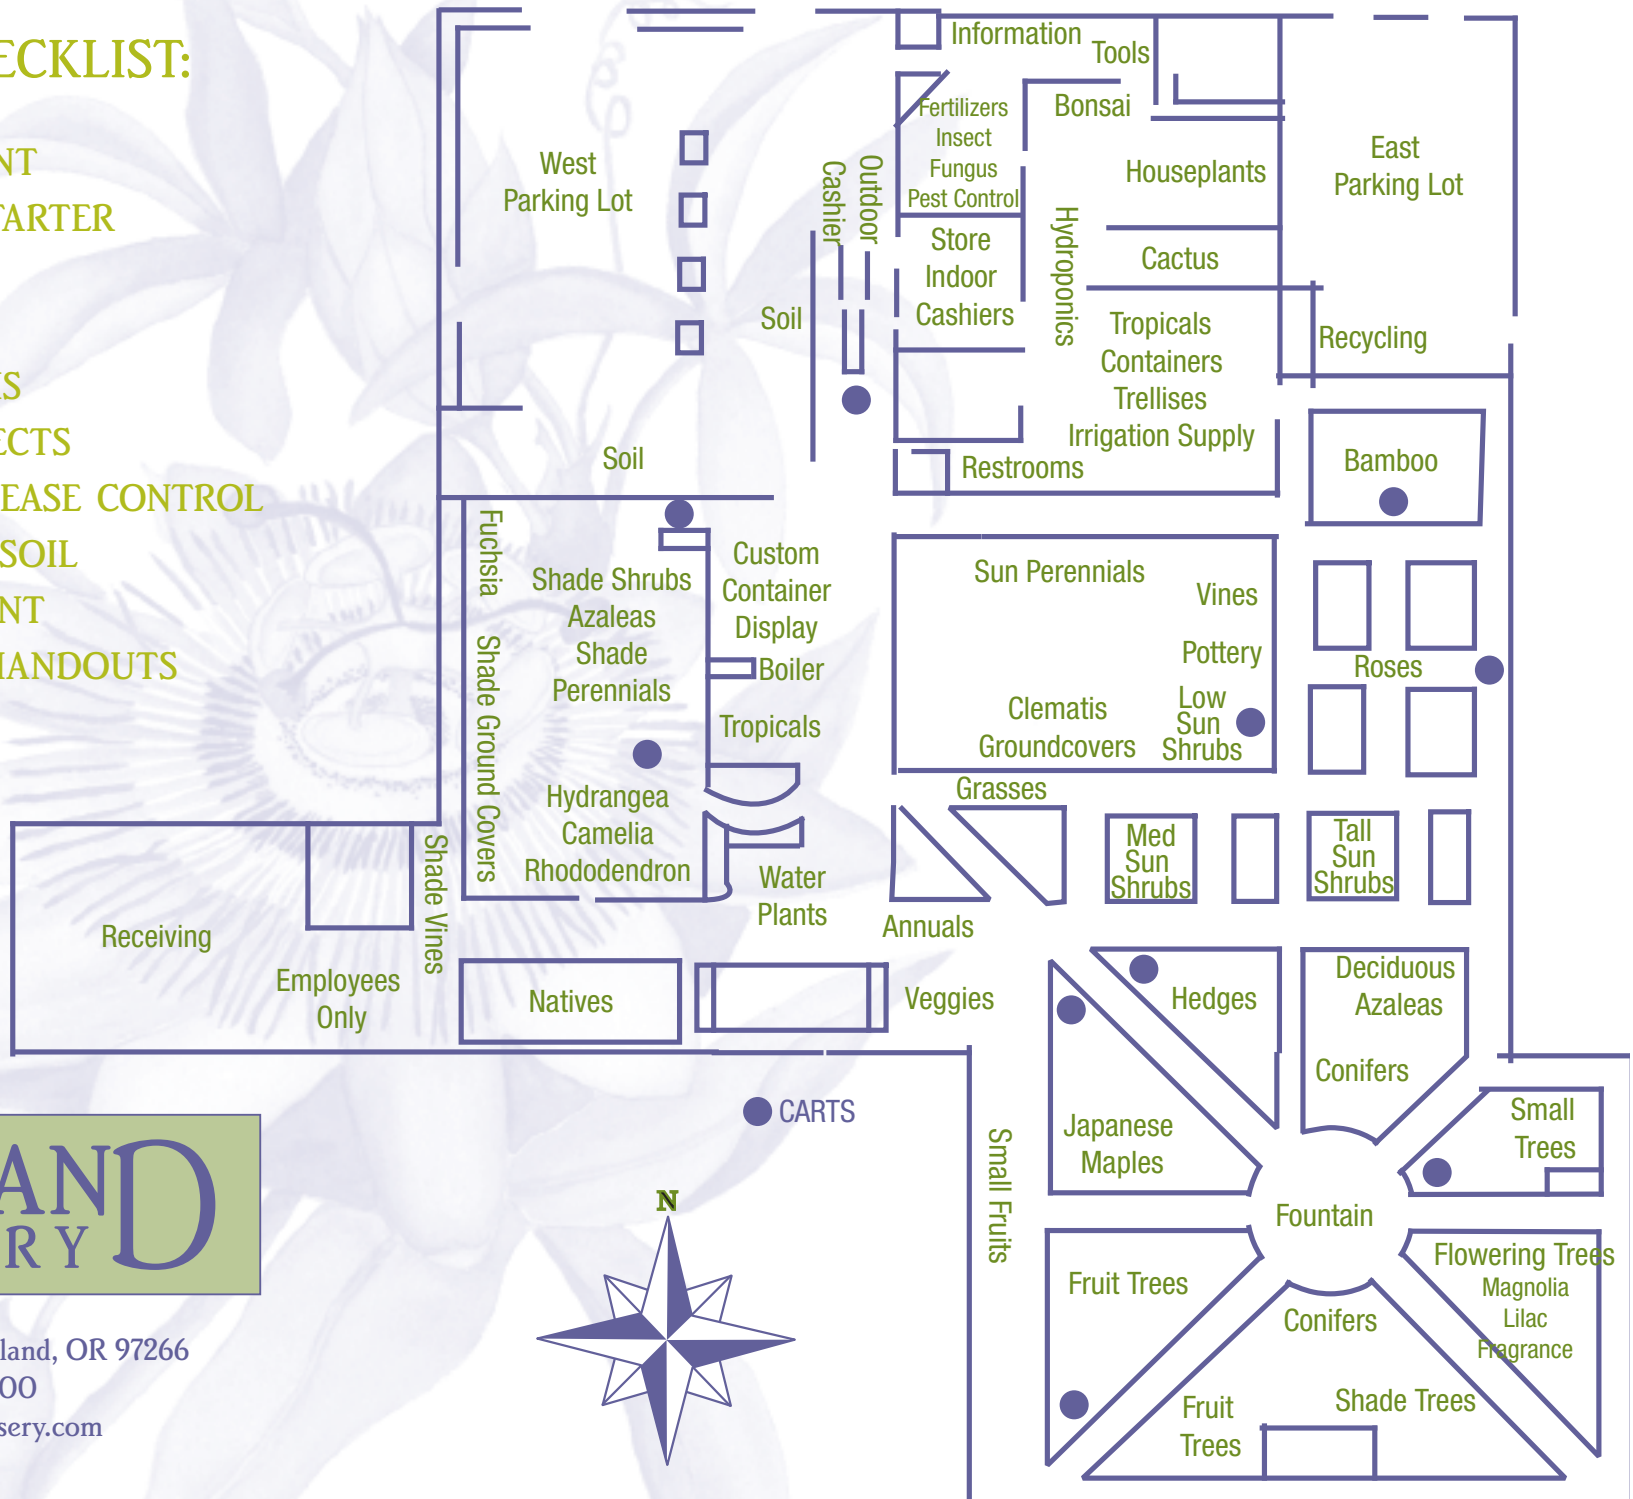 ECKLIST:
NT
TARTER
KS
ECTS
EASE CONTROL
SOIL
NT
HANDOUTS
AND
RY
land, OR 97266
00
sery.com
Information
Tools
Fertilizers
Insect
Fungus
Pest Control
Bonsai
West
Parking Lot
Outdoor
Cashier
Houseplants
East
Parking Lot
Store
Indoor
Cashiers
Hydroponics
Cactus
Soil
Tropicals
Containers
Trellises
Irrigation Supply
Recycling
Soil
Restrooms
Bamboo
Fuchsia
Shade Ground Covers
Shade Shrubs
Azaleas
Shade
Perennials
Custom
Container
Display
Boiler
Tropicals
Sun Perennials
Vines
Pottery
Low
Sun
Shrubs
Clematis
Groundcovers
Roses
Hydrangea
Camelia
Rhododendron
Grasses
Med
Sun
Shrubs
Tall
Sun
Shrubs
Shade Vines
Water
Plants
Annuals
Receiving
Employees
Only
Natives
Veggies
Hedges
Deciduous
Azaleas
Conifers
CARTS
Small Fruits
Japanese
Maples
Small
Trees
N
Fountain
Fruit Trees
Flowering Trees
Magnolia
Lilac
Fragrance
Conifers
Fruit
Trees
Shade Trees